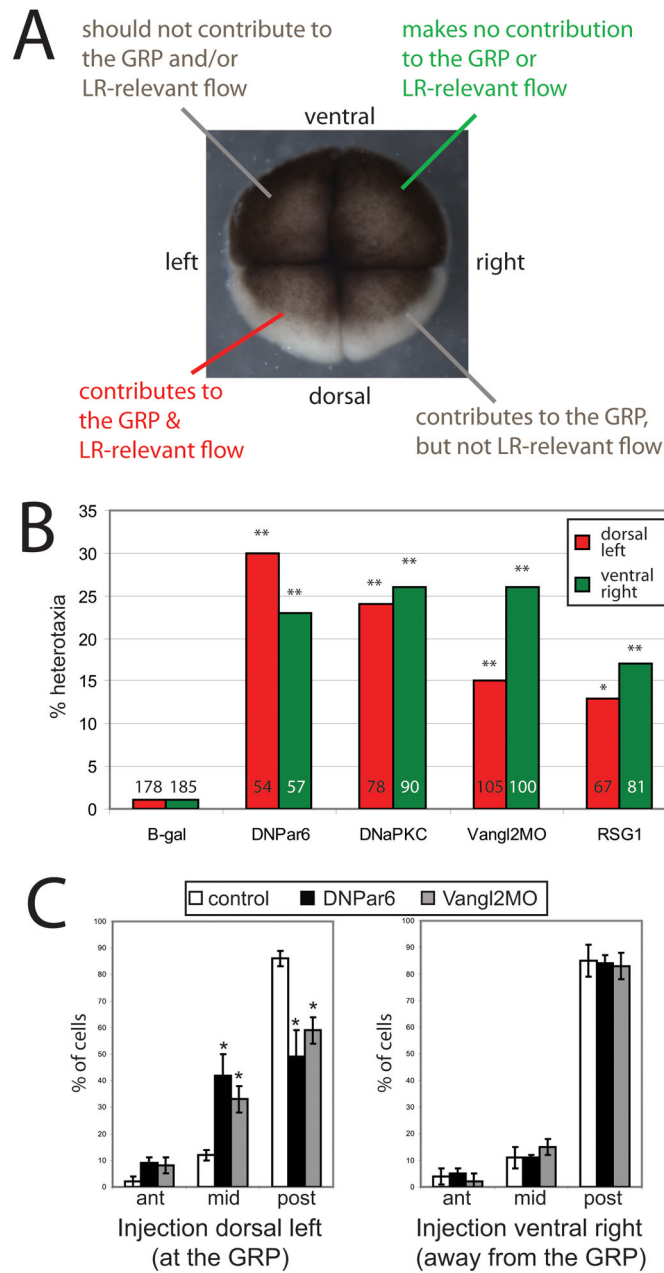 A
should not contribute to
the GRP and/or
LR-relevant flow
makes no contribution
to the GRP or
LR-relevant flow
ventral
left
right
dorsal
contributes to
the GRP &
LR-relevant flow
contributes to the GRP,
but not LR-relevant flow
B
% heterotaxia
35
30
25
20
15
10
5
0
dorsal
left
ventral
right
** ** ** ** ** ** * **
178 185 54 57 78 90 105 100 67 81
B-gal DNPar6 DNaPKC Vangl2MO RSG1
C
control DNPar6 Vangl2MO
% of cells
100
90
80
70
60
50
40
30
20
10
0
* * * *
ant mid post
Injection dorsal left
(at the GRP)
% of cells
100
90
80
70
60
50
40
30
20
10
0
ant mid post
Injection ventral right
(away from the GRP)